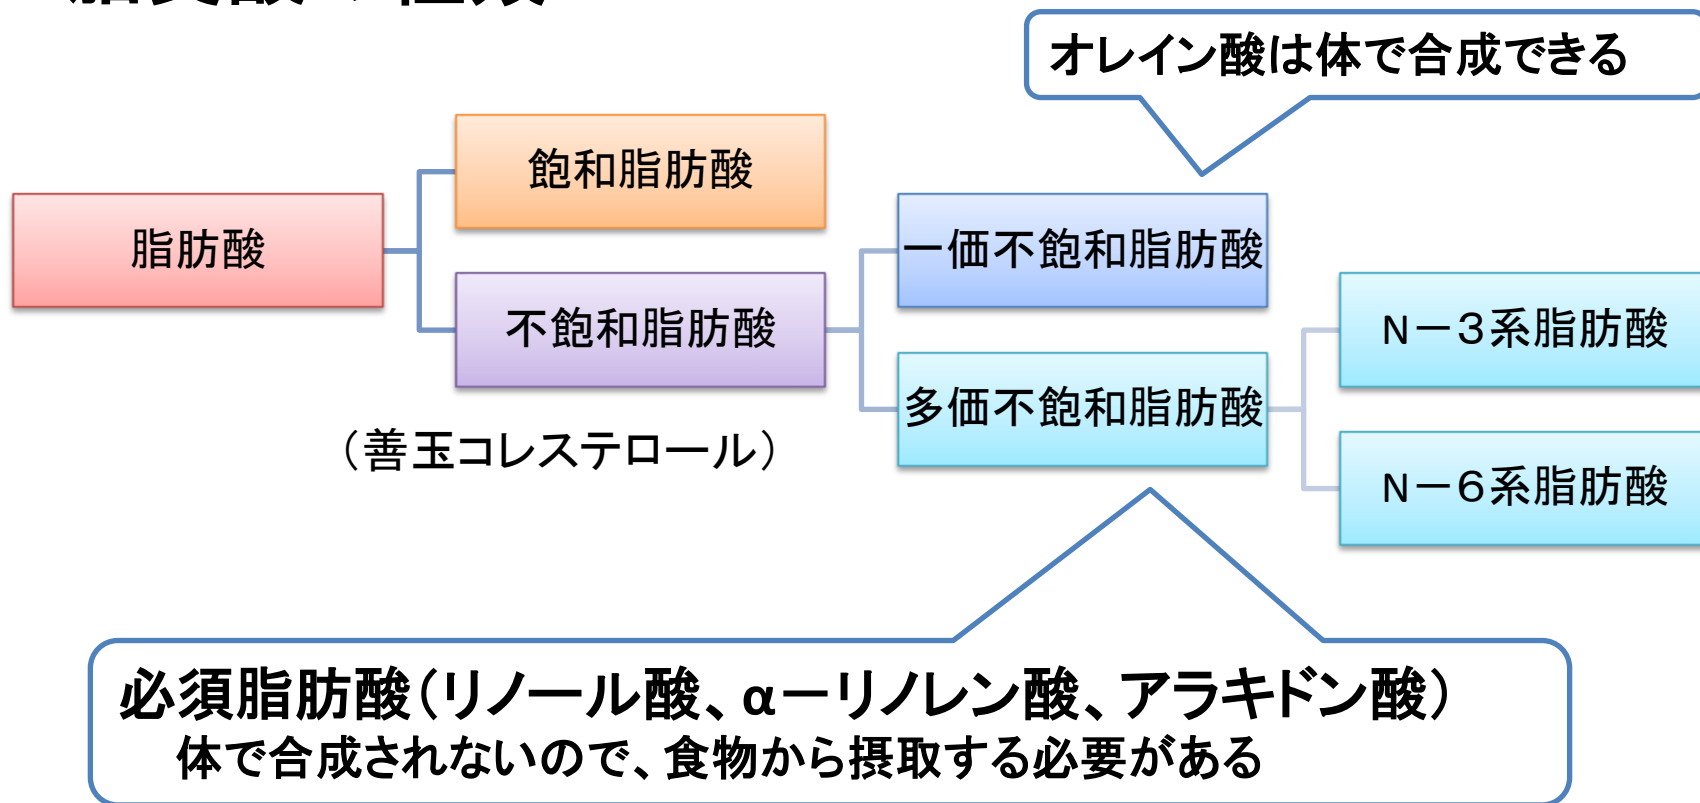 オレイン酸は体で合成できる
飽和脂肪酸
脂肪酸
一価不飽和脂肪酸
不飽和脂肪酸
N－3系脂肪酸
多価不飽和脂肪酸
（善玉コレステロール）
N－6系脂肪酸
必須脂肪酸（リノール酸、α－リノレン酸、アラキドン酸）
体で合成されないので、食物から摂取する必要がある